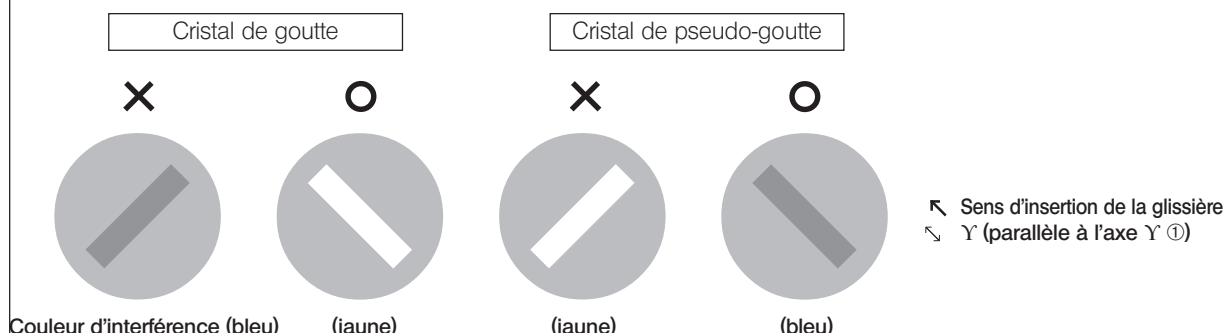 Cristal de goutte
Cristal de pseudo-goutte
Sens d'insertion de la glissière
ϒ (parallèle à l'axe ϒ ①)
Couleur d'interférence (bleu) (jaune) (jaune) (bleu)